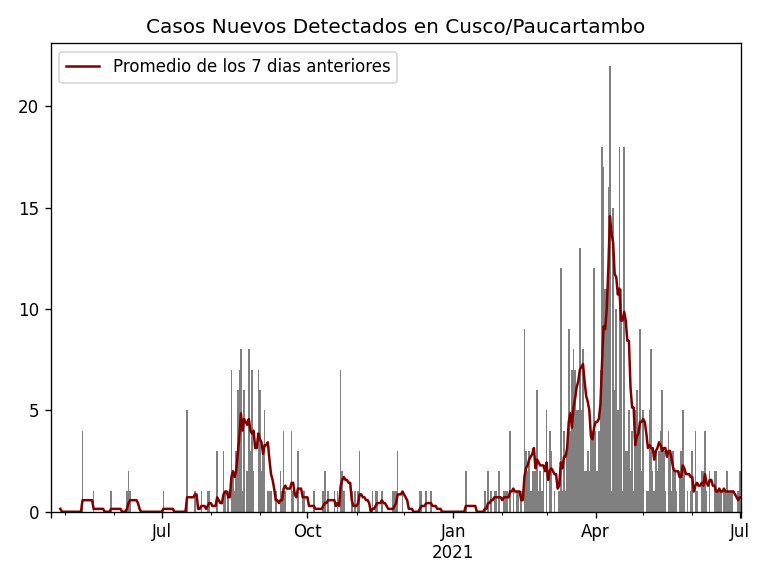 Casos Nuevos Detectados en Cusco/Paucartambo
Promedio de los 7 dias anteriores
20
15
10
5
0
Jul
Oct
Jan
2021
Apr
Jul